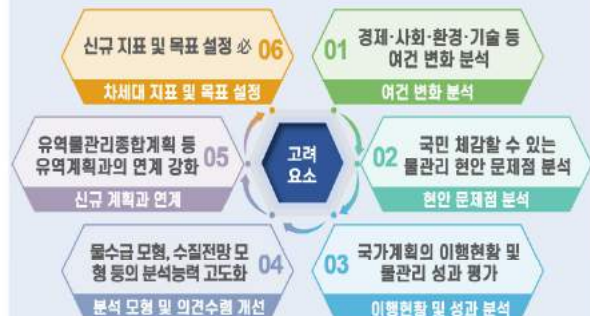 신규 지표 및 목표 설정 必 06
차세대 지표 및 목표 설정
01 경제·사회·환경·기술 등
여건 변화 분석
여건 변화 분석
유역물관리종합계획 등
유역계획과의 연계 강화 05
신규 계획과 연계
고려
요소
02 국민 체감할 수 있는
물관리 현안 문제점 분석
현안 문제점 분석
물수급 모형, 수질전망 모
형 등의 분석능력 고도화 04
분석 모형 및 의견수렴 개선
03 국가계획의 이행현황 및
물관리 성과 평가
이행현황 및 성과 분석